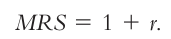 MRS = 1 + r.